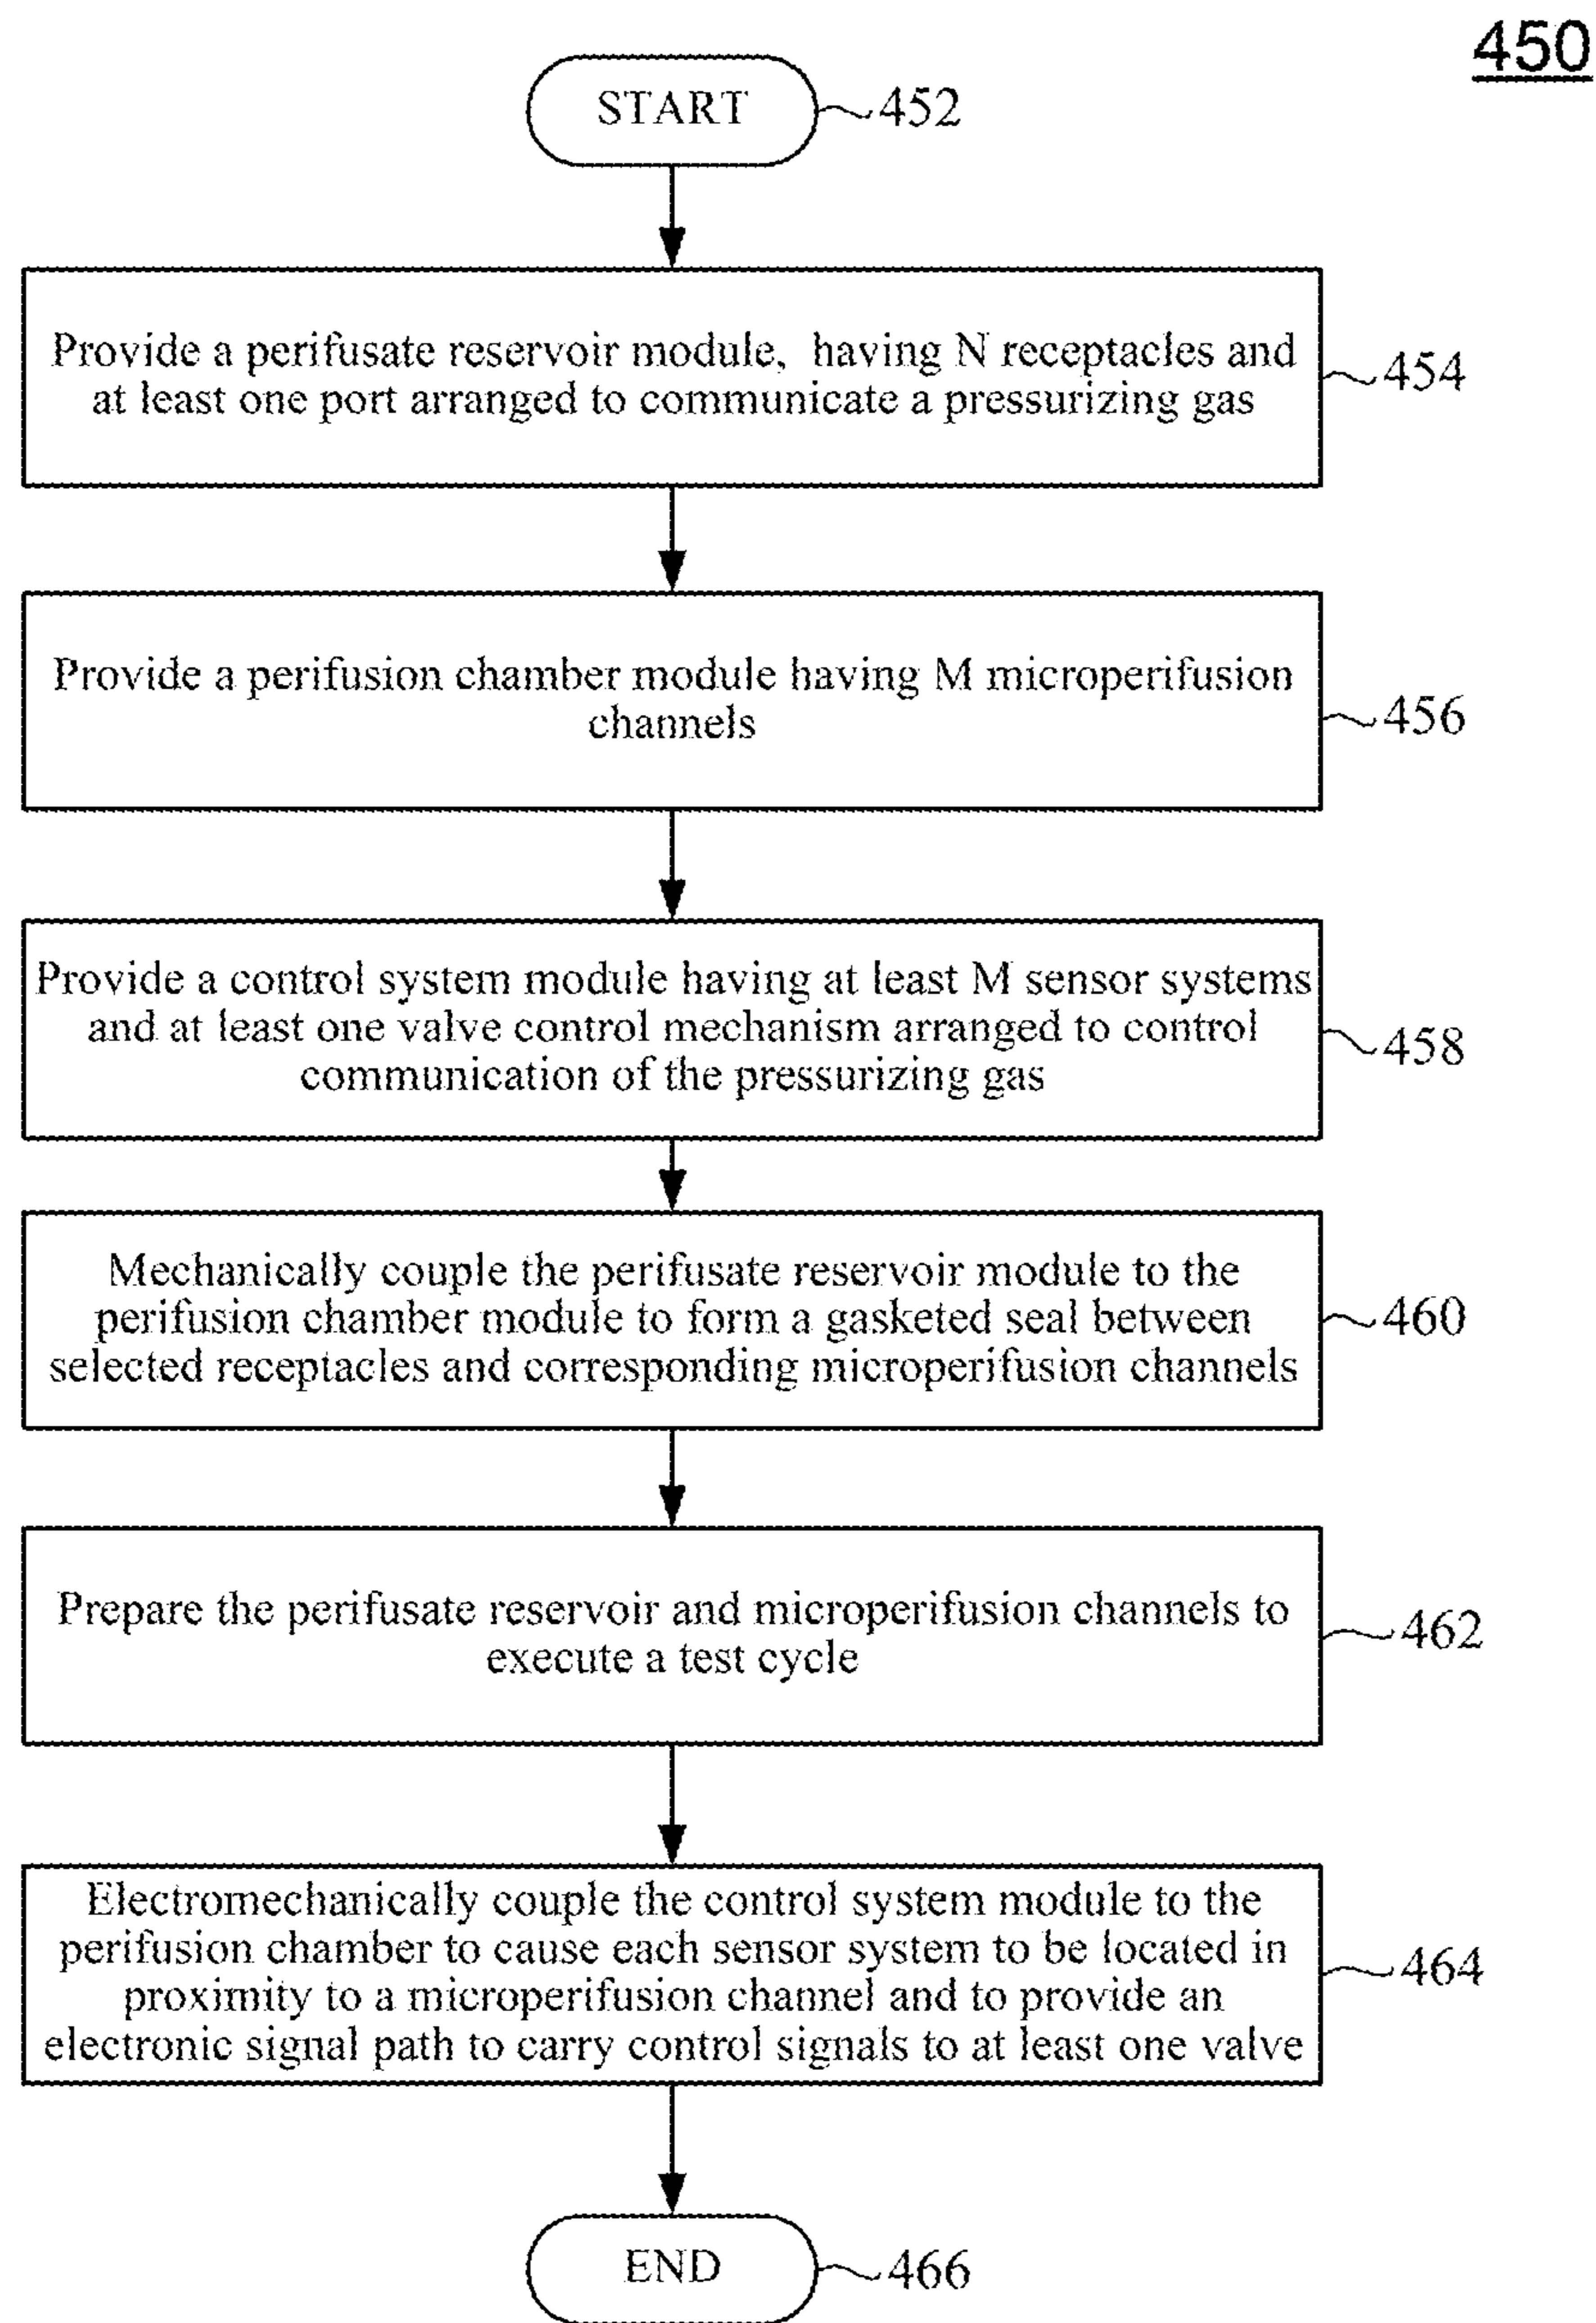 450
START
452
Provide a perifusate reservoir module, having N receptacles and
at least one port arranged to communicate a pressurizing gas
454
Provide a perifusion chamber module having M microperifusion
channels
456
Provide a control system module having at least M sensor systems
and at least one valve control mechanism arranged to control
communication of the pressurizing gas
458
Mechanically couple the perifusate reservoir module to the
perifusion chamber module to form a gasketed seal between
selected receptacles and corresponding microperifusion channels
460
Prepare the perifusate reservoir and microperifusion channels to
execute a test cycle
462
Electromechanically couple the control system module to the
perifusion chamber to cause each sensor system to be located in
proximity to a microperifusion channel and to provide an
electronic signal path to carry control signals to at least one valve
464
END
466